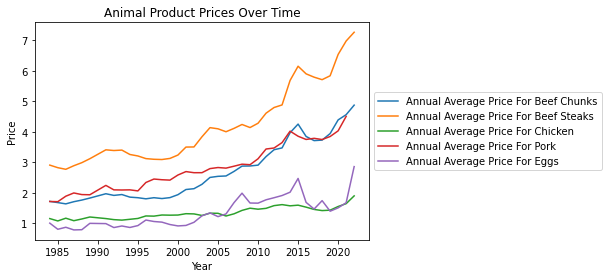 Animal Product Prices Over Time
7
6
5
4
3
2
1
Price
1985 1990 1995 2000 2005 2010 2015 2020
Year
Annual Average Price For Beef Chunks
Annual Average Price For Beef Steaks
Annual Average Price For Chicken
Annual Average Price For Pork
Annual Average Price For Eggs